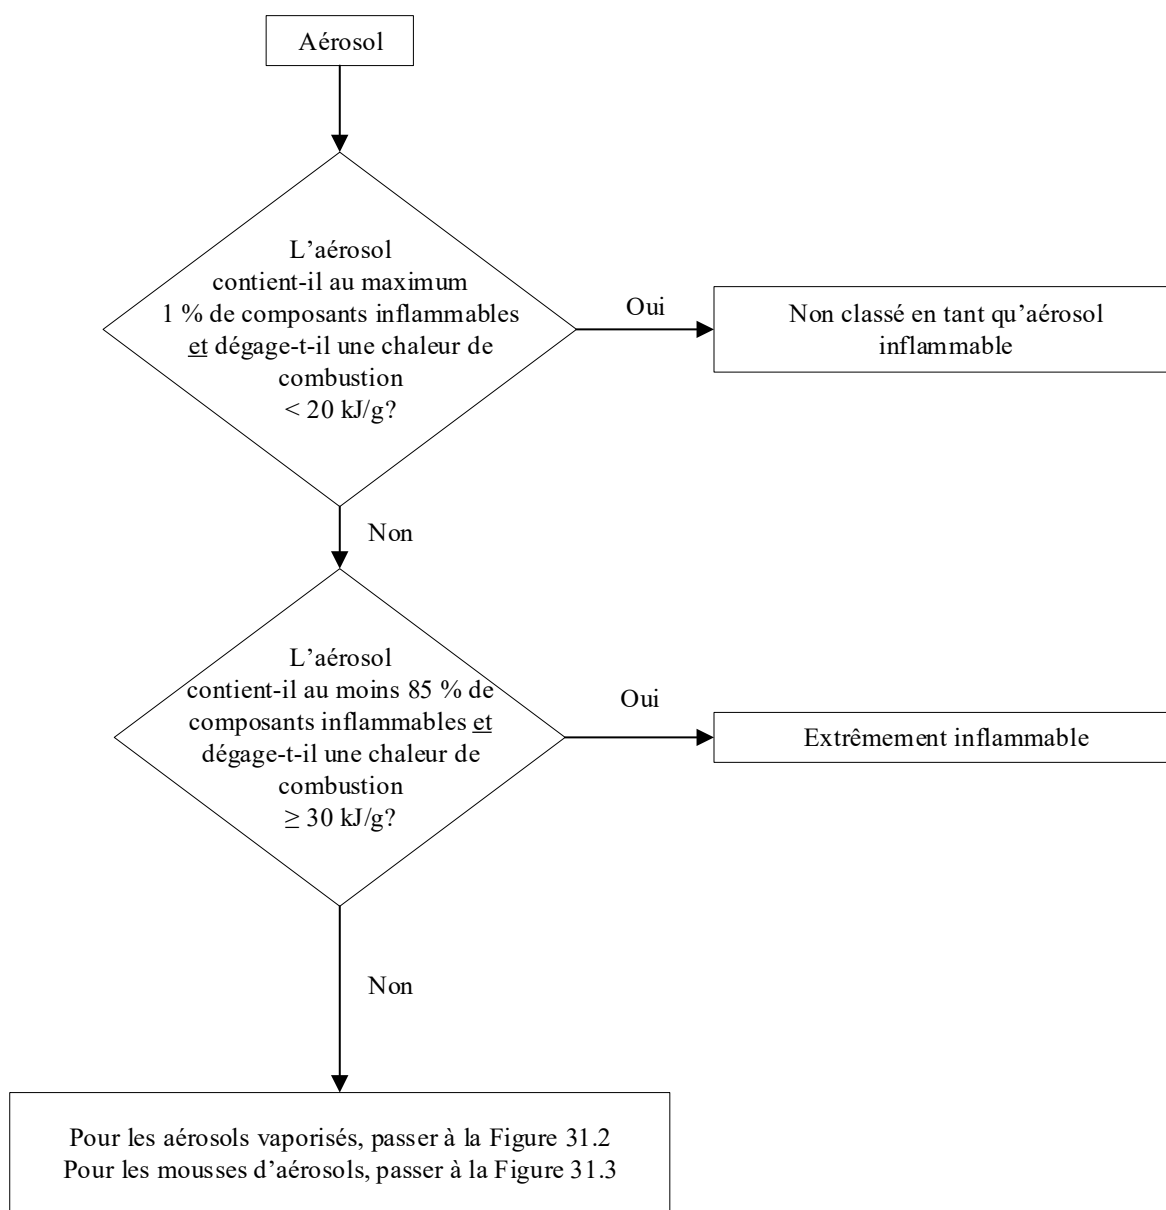 Aérosol
L’aérosol
contient-il au maximum
1 % de composants inflammables
et dégage-t-il une chaleur de
combustion
< 20 kJ/g?
Oui
Non classé en tant qu’aérosol
inflammable
Non
L’aérosol
contient-il au moins 85 % de
composants inflammables et
dégage-t-il une chaleur de
combustion
≥ 30 kJ/g?
Oui
Extrêmement inflammable
Non
Pour les aérosols vaporisés, passer à la Figure 31.2
Pour les mousses d’aérosols, passer à la Figure 31.3